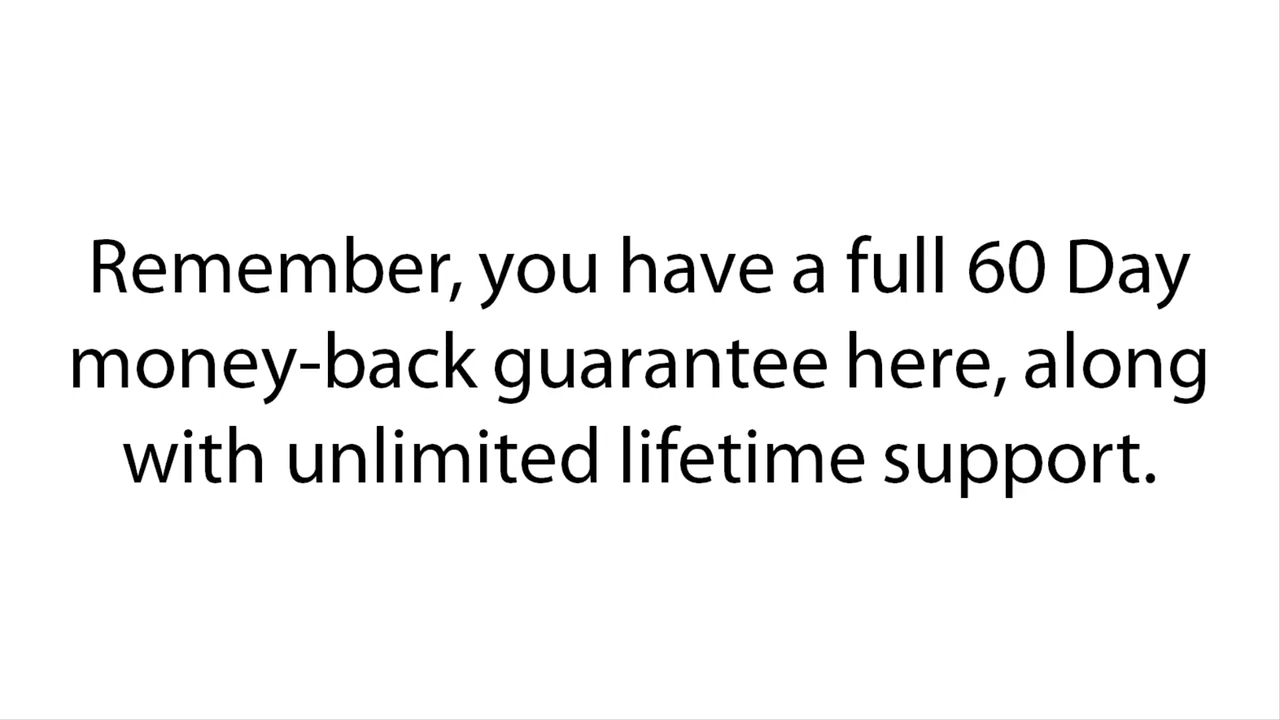 Remember, you have a full 60 Day
money-back guarantee here, along
with unlimited lifetime support.